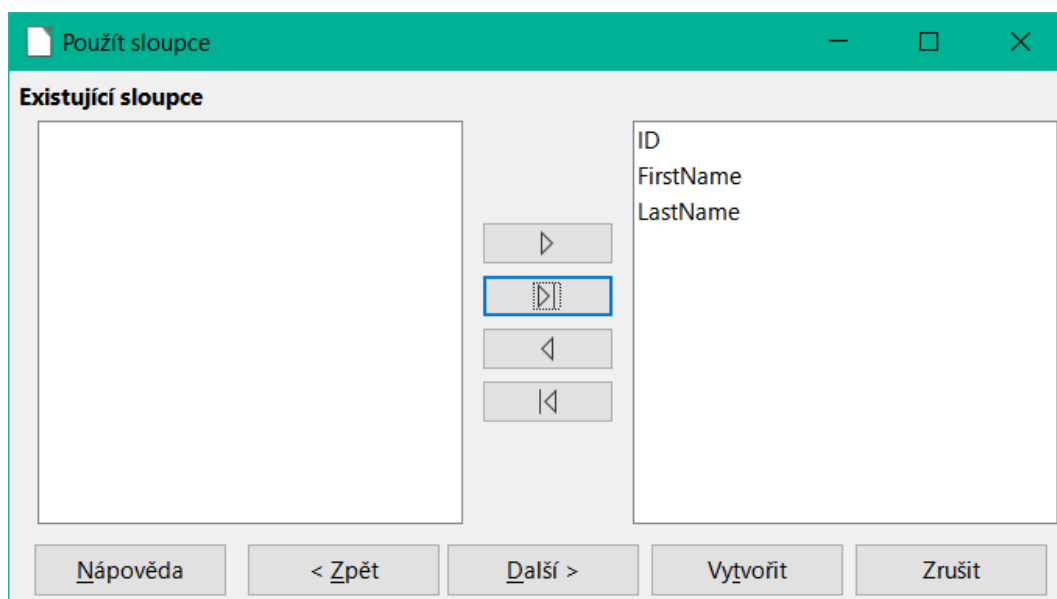 Použít sloupce
Existující sloupce
ID
FirstName
LastName
Nápověda
< Zpět
Další >
Vytvořit
Zrušit